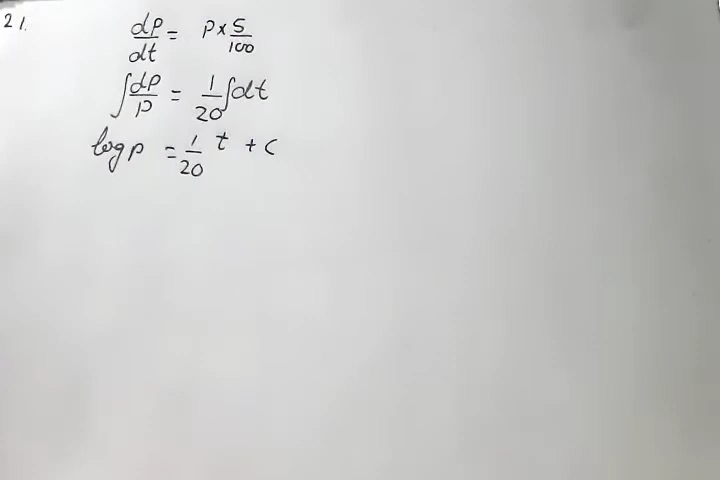 21. dP/dt = P x 5/100
∫dP/P = 1/20 ∫dt
log P = 1/20 t + C